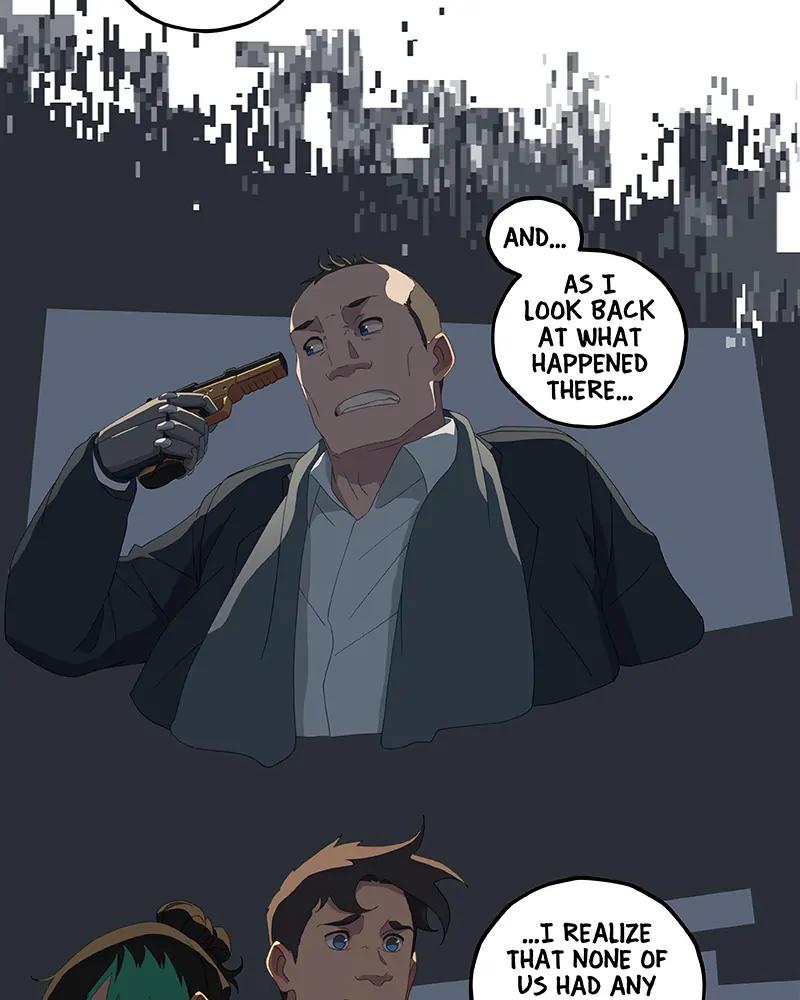 AND...
AS I
LOOK BACK
AT WHAT
HAPPENED
THERE...
...I REALIZE
THAT NONE OF
US HAD ANY